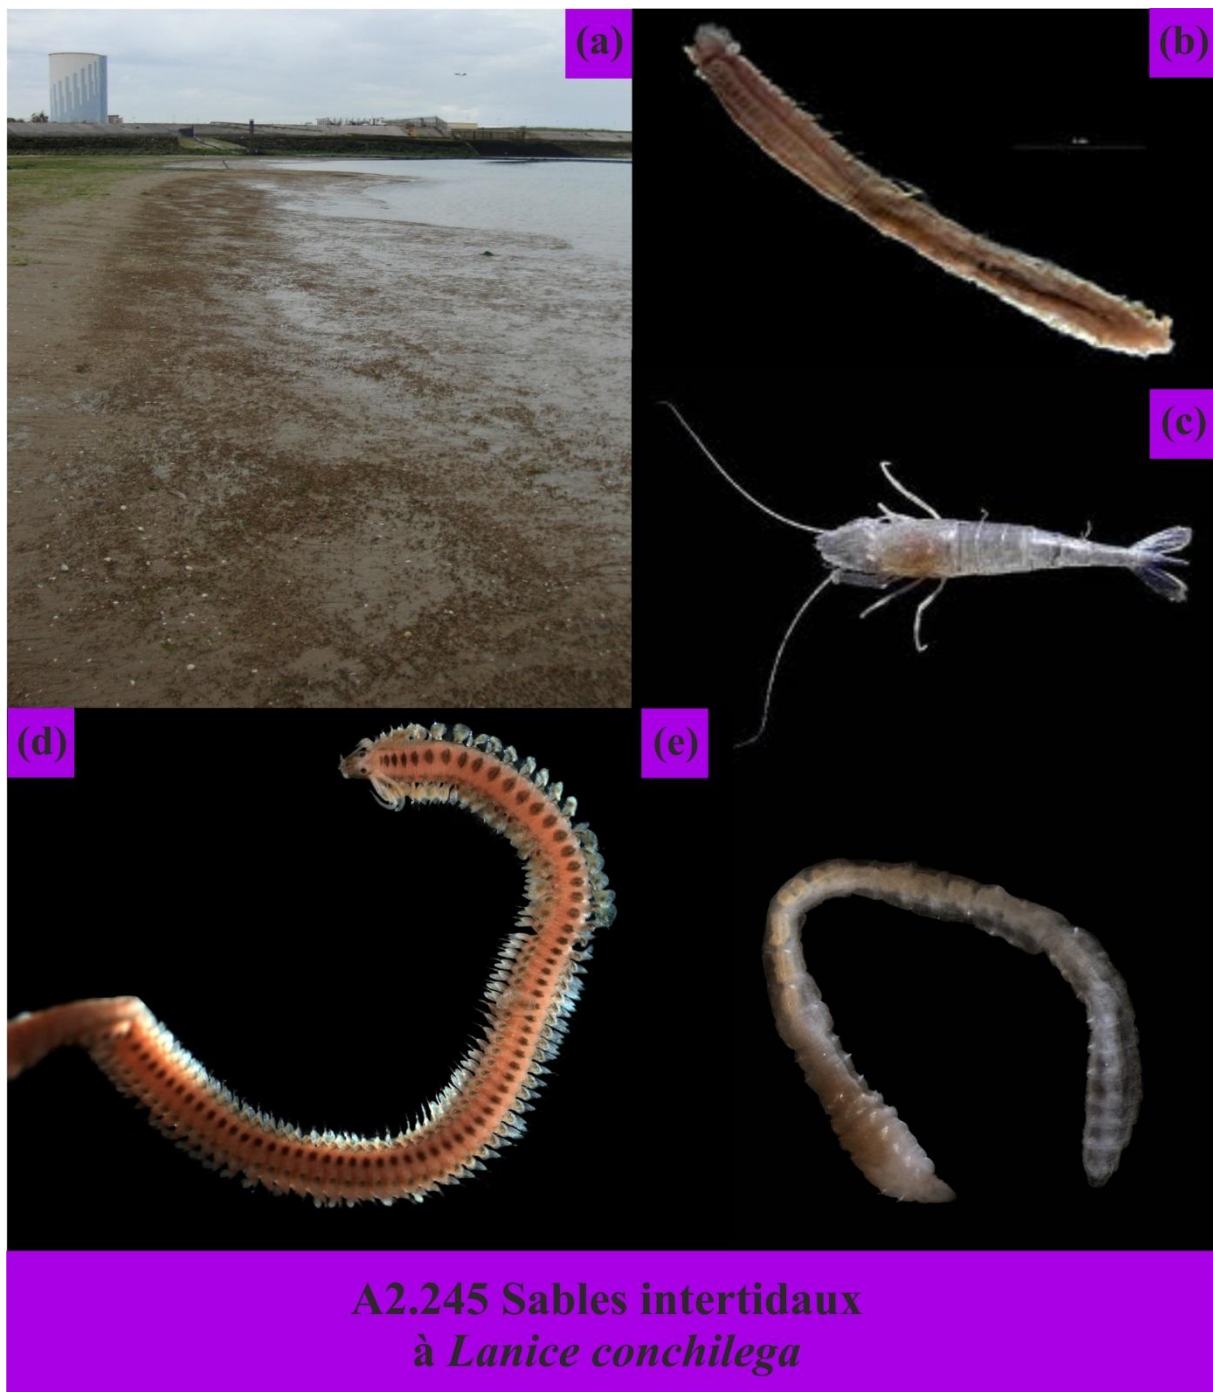 (a)
(b)
(c)
(d)
(e)
A2.245 Sables intertidaux
à Lanice conchilega